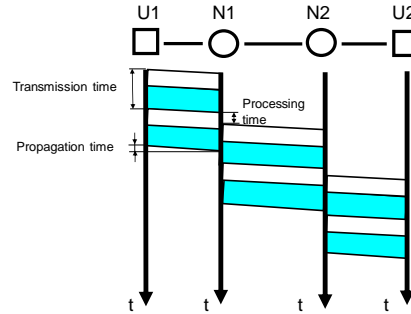 U1 N1 N2 U2
Transmission time
Processing
time
Propagation time
t t t t